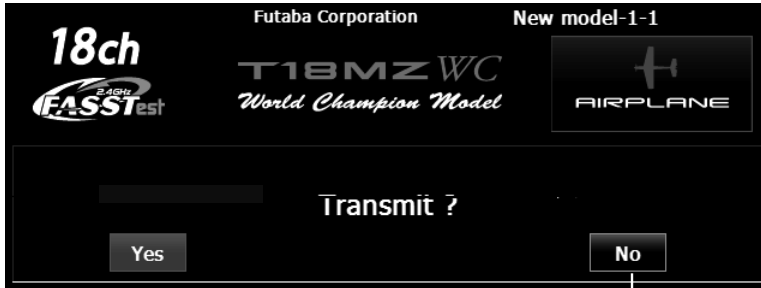 Futaba Corporation
New model-1-1
18ch
T18MZ WC
2.4GHz
FASSTest
World Champion Model
AIRPLANE
Transmit ?
Yes
No